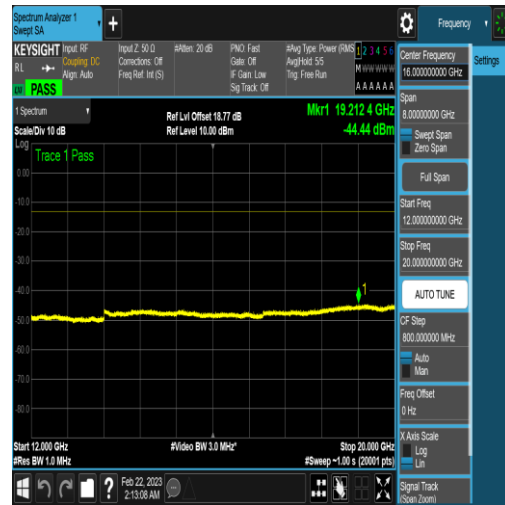 Spectrum Analyzer 1
Swept SA
+
Frequency
KEYSIGHT
Input: RF
Input Z: 50 Ω
#Atten: 20 dB
PNO: Fast
#Avg Type: Power (RMS
1 2 3 4 5 6
RL
Coupling: DC
Corrections: Off
Gate: Off
Avg|Hold: 5/5
M W W W W W
Align: Auto
Freq Ref: Int (S)
IF Gain: Low
Trig: Free Run
PASS
Sig Track: Off
A A A A A A
1 Spectrum
Ref Lvl Offset 18.77 dB
Mkr1 19.212 4 GHz
Scale/Div 10 dB
Ref Level 10.00 dBm
-44.44 dBm
Log
Trace 1 Pass
0.00
-10.0
-20.0
-30.0
-40.0
1
-50.0
-60.0
-70.0
-80.0
Start 12.000 GHz
#Video BW 3.0 MHz*
Stop 20.000 GHz
#Res BW 1.0 MHz
#Sweep ~1.00 s (20001 pts)
?
Feb 22, 2023
2:13:08 AM
Center Frequency
16.000000000 GHz
Settings
Span
8.00000000 GHz
Swept Span
Zero Span
Full Span
Start Freq
12.000000000 GHz
Stop Freq
20.000000000 GHz
AUTO TUNE
CF Step
800.000000 MHz
Auto
Man
Freq Offset
0 Hz
X Axis Scale
Log
Lin
Signal Track
(Span Zoom)